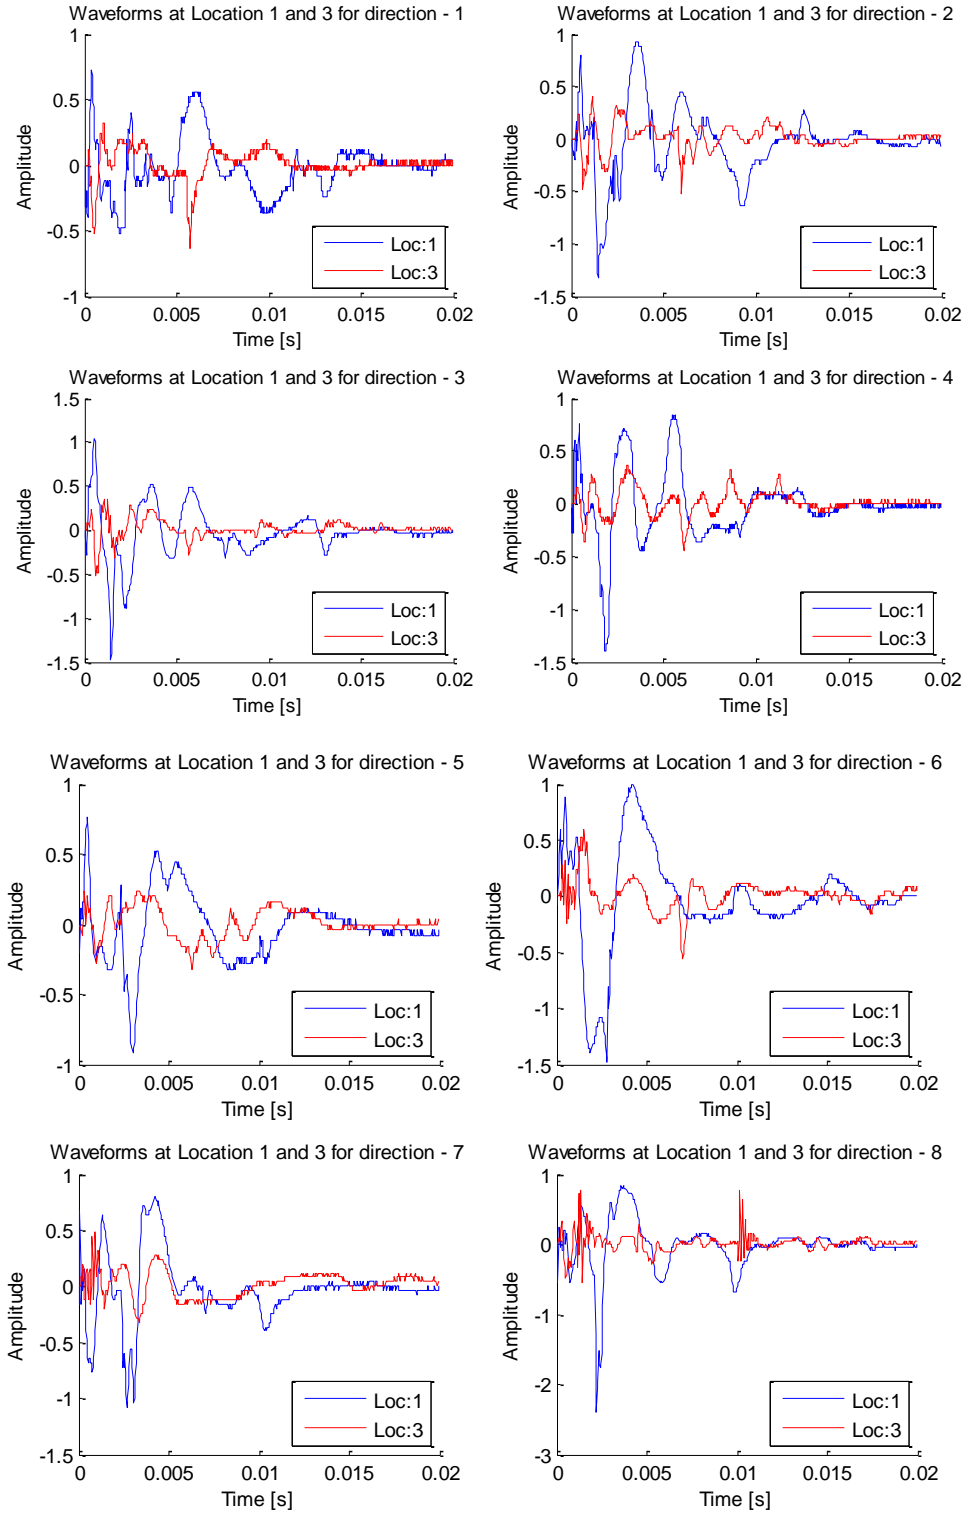 Waveforms at Location 1 and 3 for direction - 1
1
0.5
0
-0.5
-1
Amplitude
Loc:1
Loc:3
0 0.005 0.01 0.015 0.02
Time [s]
Waveforms at Location 1 and 3 for direction - 2
1
0.5
0
-0.5
-1
-1.5
Amplitude
Loc:1
Loc:3
0 0.005 0.01 0.015 0.02
Time [s]
Waveforms at Location 1 and 3 for direction - 3
1.5
1
0.5
0
-0.5
-1
-1.5
Amplitude
Loc:1
Loc:3
0 0.005 0.01 0.015 0.02
Time [s]
Waveforms at Location 1 and 3 for direction - 4
1
0.5
0
-0.5
-1
-1.5
Amplitude
Loc:1
Loc:3
0 0.005 0.01 0.015 0.02
Time [s]
Waveforms at Location 1 and 3 for direction - 5
1
0.5
0
-0.5
-1
Amplitude
Loc:1
Loc:3
0 0.005 0.01 0.015 0.02
Time [s]
Waveforms at Location 1 and 3 for direction - 6
1
0.5
0
-0.5
-1
-1.5
Amplitude
Loc:1
Loc:3
0 0.005 0.01 0.015 0.02
Time [s]
Waveforms at Location 1 and 3 for direction - 7
1
0.5
0
-0.5
-1
-1.5
Amplitude
Loc:1
Loc:3
0 0.005 0.01 0.015 0.02
Time [s]
Waveforms at Location 1 and 3 for direction - 8
1
0
-1
-2
-3
Amplitude
Loc:1
Loc:3
0 0.005 0.01 0.015 0.02
Time [s]